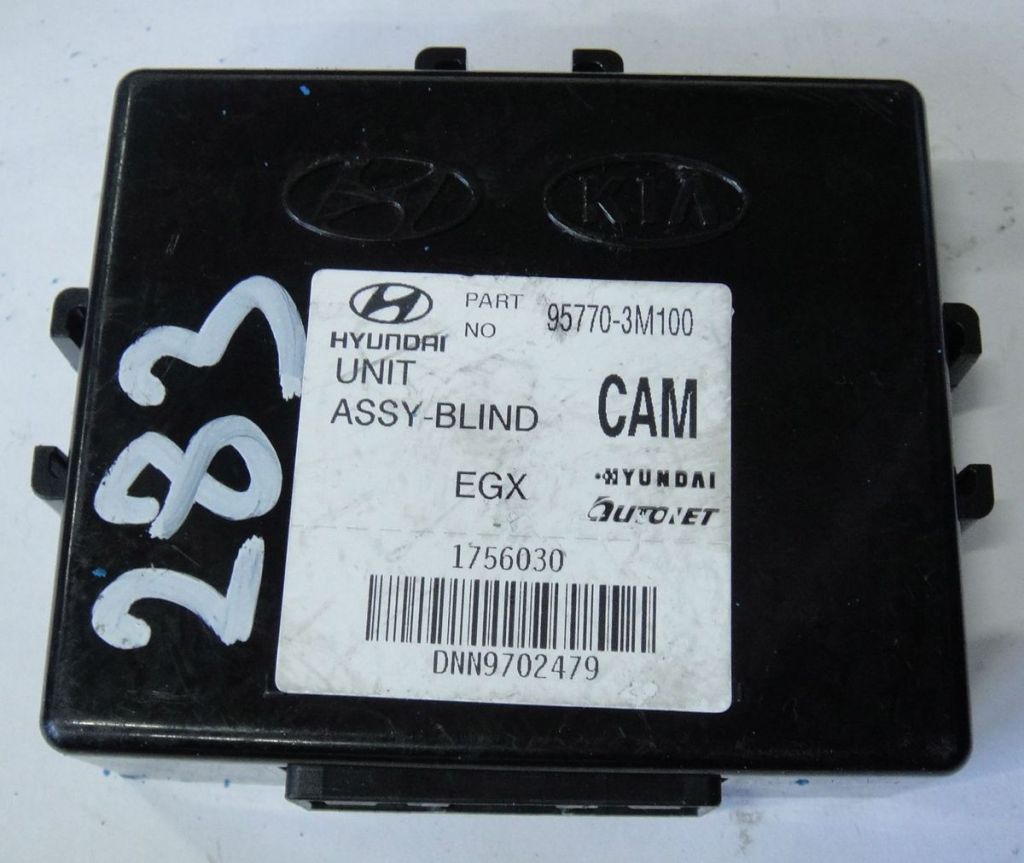 KIA
PART NO 95770-3M100
HYUNDAI
UNIT
ASSY-BLIND
CAM
EGX
HYUNDAI
AUTONET
1756030
DNN9702479
283